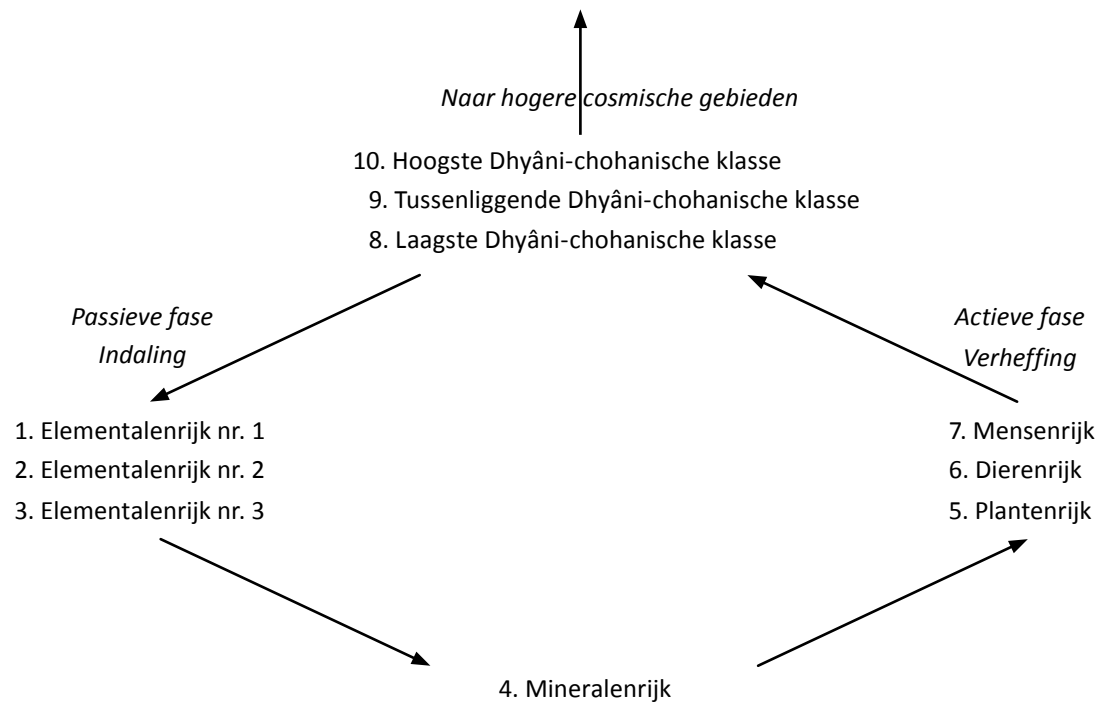 Naar hogere cosmische gebieden
10. Hoogste Dhyâni-chohanische klasse
9. Tussenliggende Dhyâni-chohanische klasse
8. Laagste Dhyâni-chohanische klasse
Passieve fase
Indaling
Actieve fase
Verheffing
1. Elementalenrijk nr. 1
2. Elementalenrijk nr. 2
3. Elementalenrijk nr. 3
7. Mensenrijk
6. Dierenrijk
5. Plantenrijk
4. Mineralenrijk